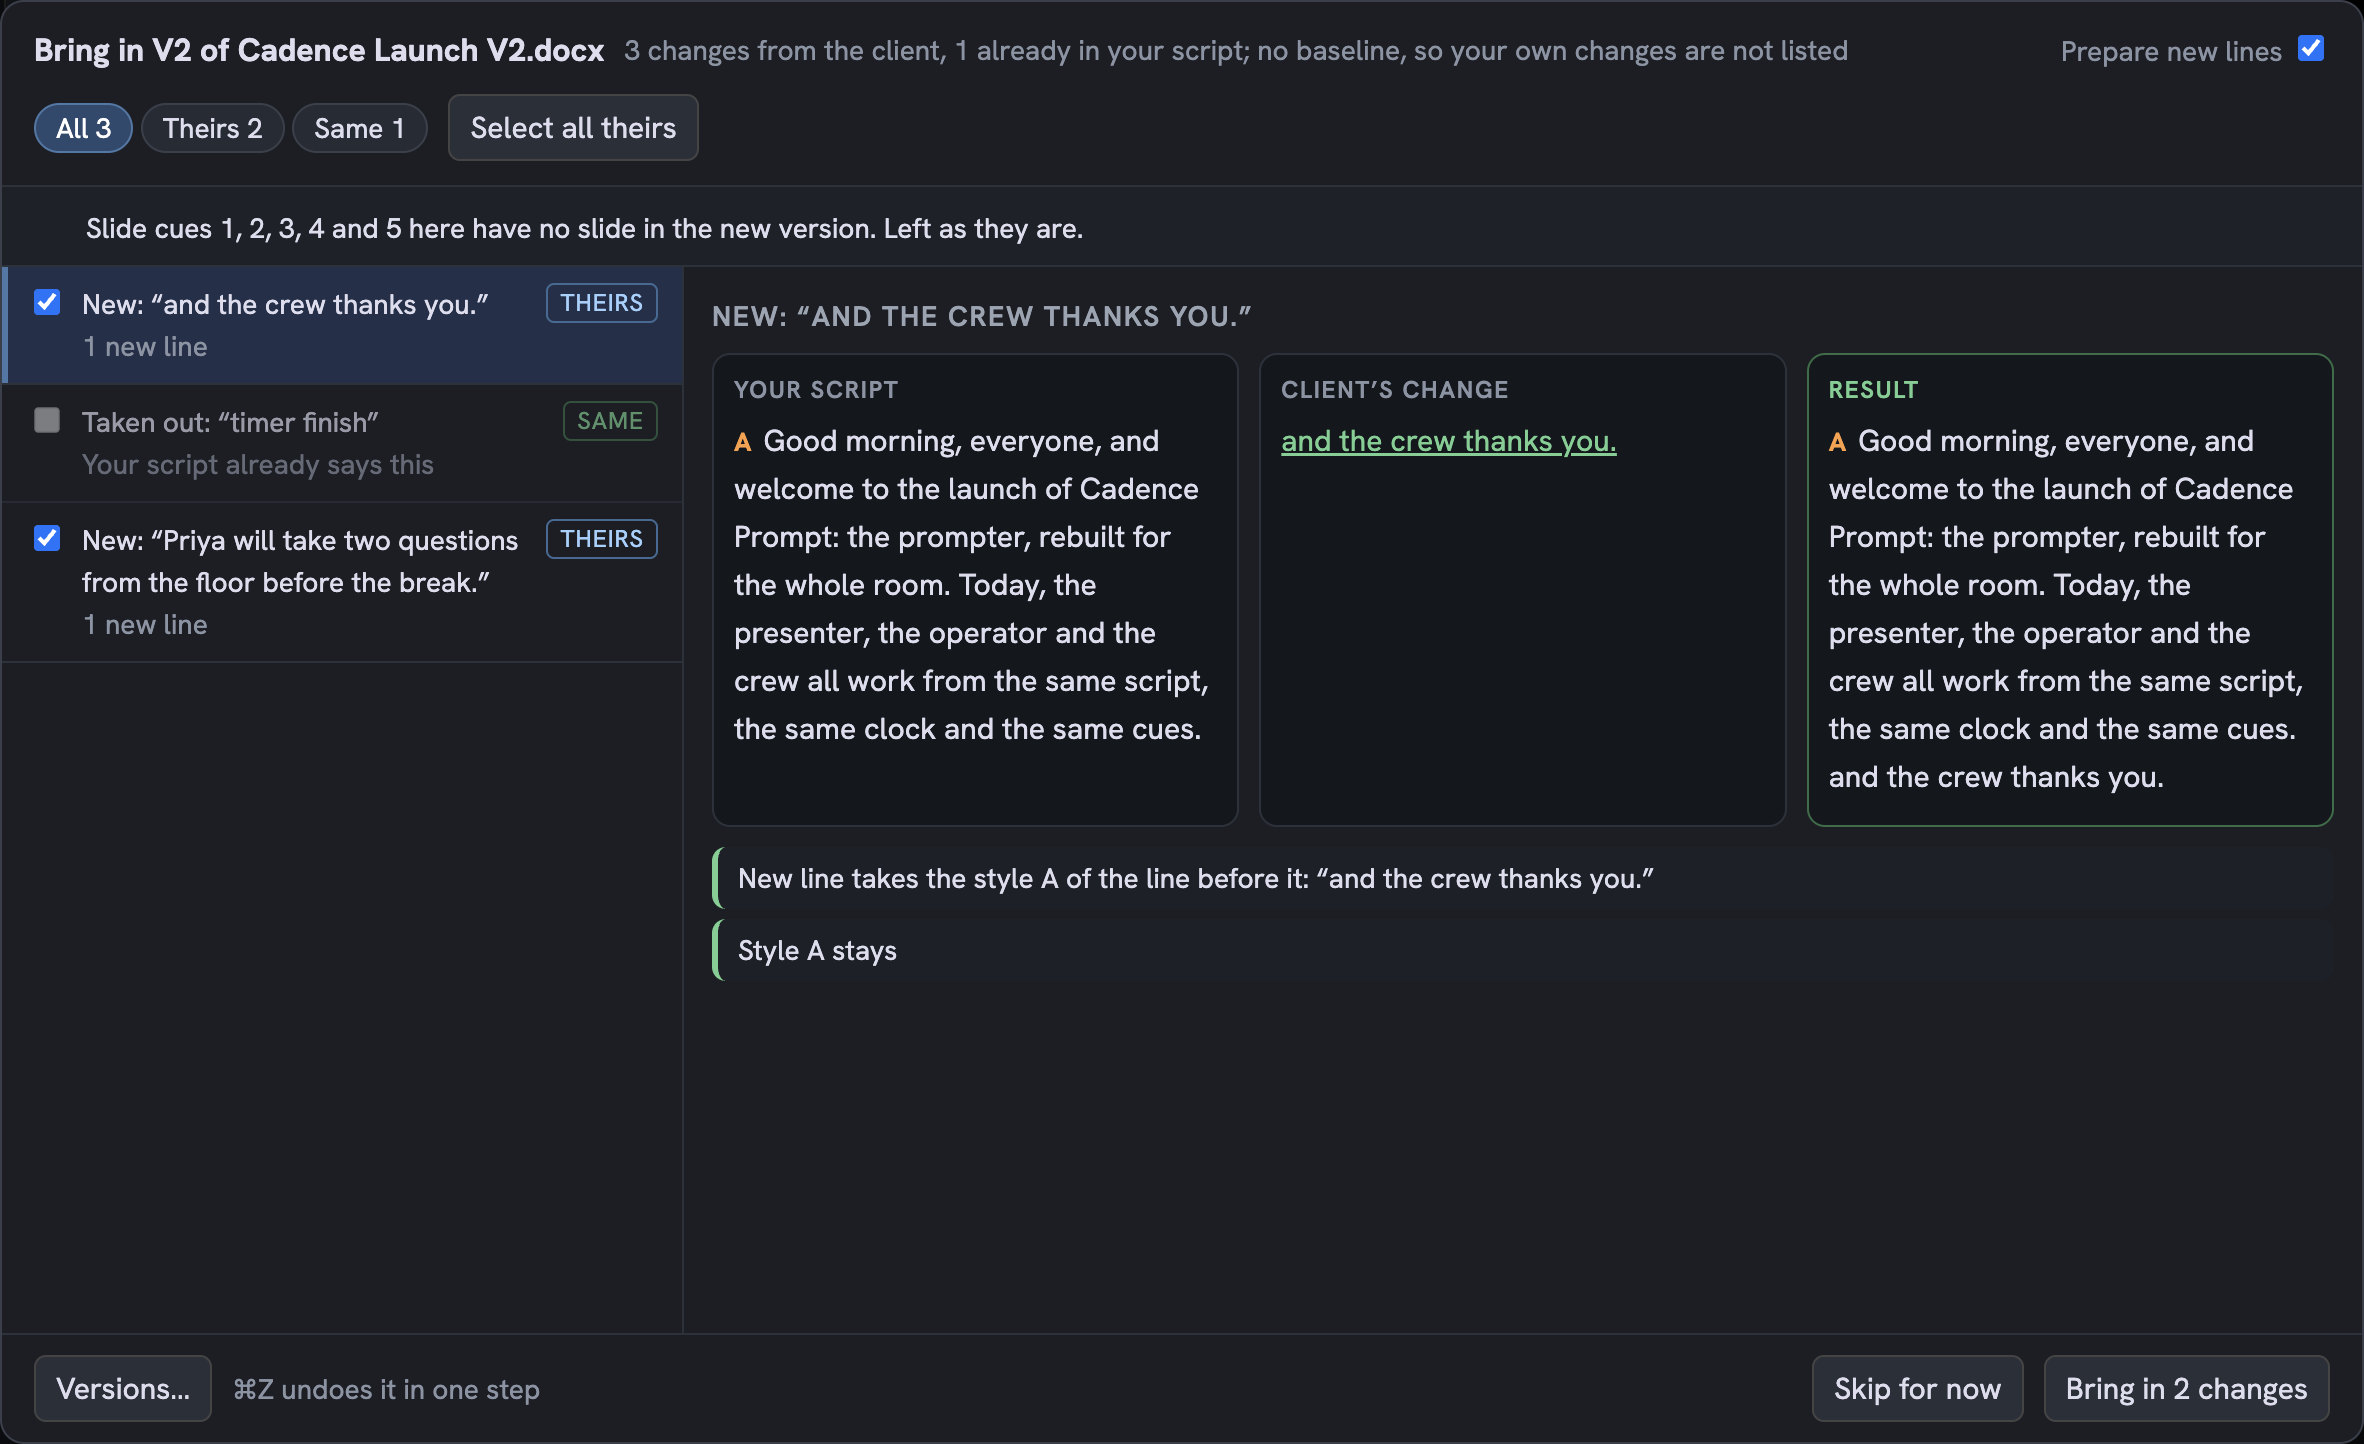 Bring in V2 of Cadence Launch V2.docx 3 changes from the client, 1 already in your script; no baseline, so your own changes are not listed
Prepare new lines
All 3
Theirs 2
Same 1
Select all theirs
Slide cues 1, 2, 3, 4 and 5 here have no slide in the new version. Left as they are.
New: “and the crew thanks you.”
THEIRS
1 new line
Taken out: “timer finish”
SAME
Your script already says this
New: “Priya will take two questions
from the floor before the break.”
THEIRS
1 new line
NEW: “AND THE CREW THANKS YOU.”
YOUR SCRIPT
A Good morning, everyone, and
welcome to the launch of Cadence
Prompt: the prompter, rebuilt for
the whole room. Today, the
presenter, the operator and the
crew all work from the same script,
the same clock and the same cues.
CLIENT’S CHANGE
and the crew thanks you.
RESULT
A Good morning, everyone, and
welcome to the launch of Cadence
Prompt: the prompter, rebuilt for
the whole room. Today, the
presenter, the operator and the
crew all work from the same script,
the same clock and the same cues.
and the crew thanks you.
New line takes the style A of the line before it: “and the crew thanks you.”
Style A stays
Versions...
⌘Z undoes it in one step
Skip for now
Bring in 2 changes